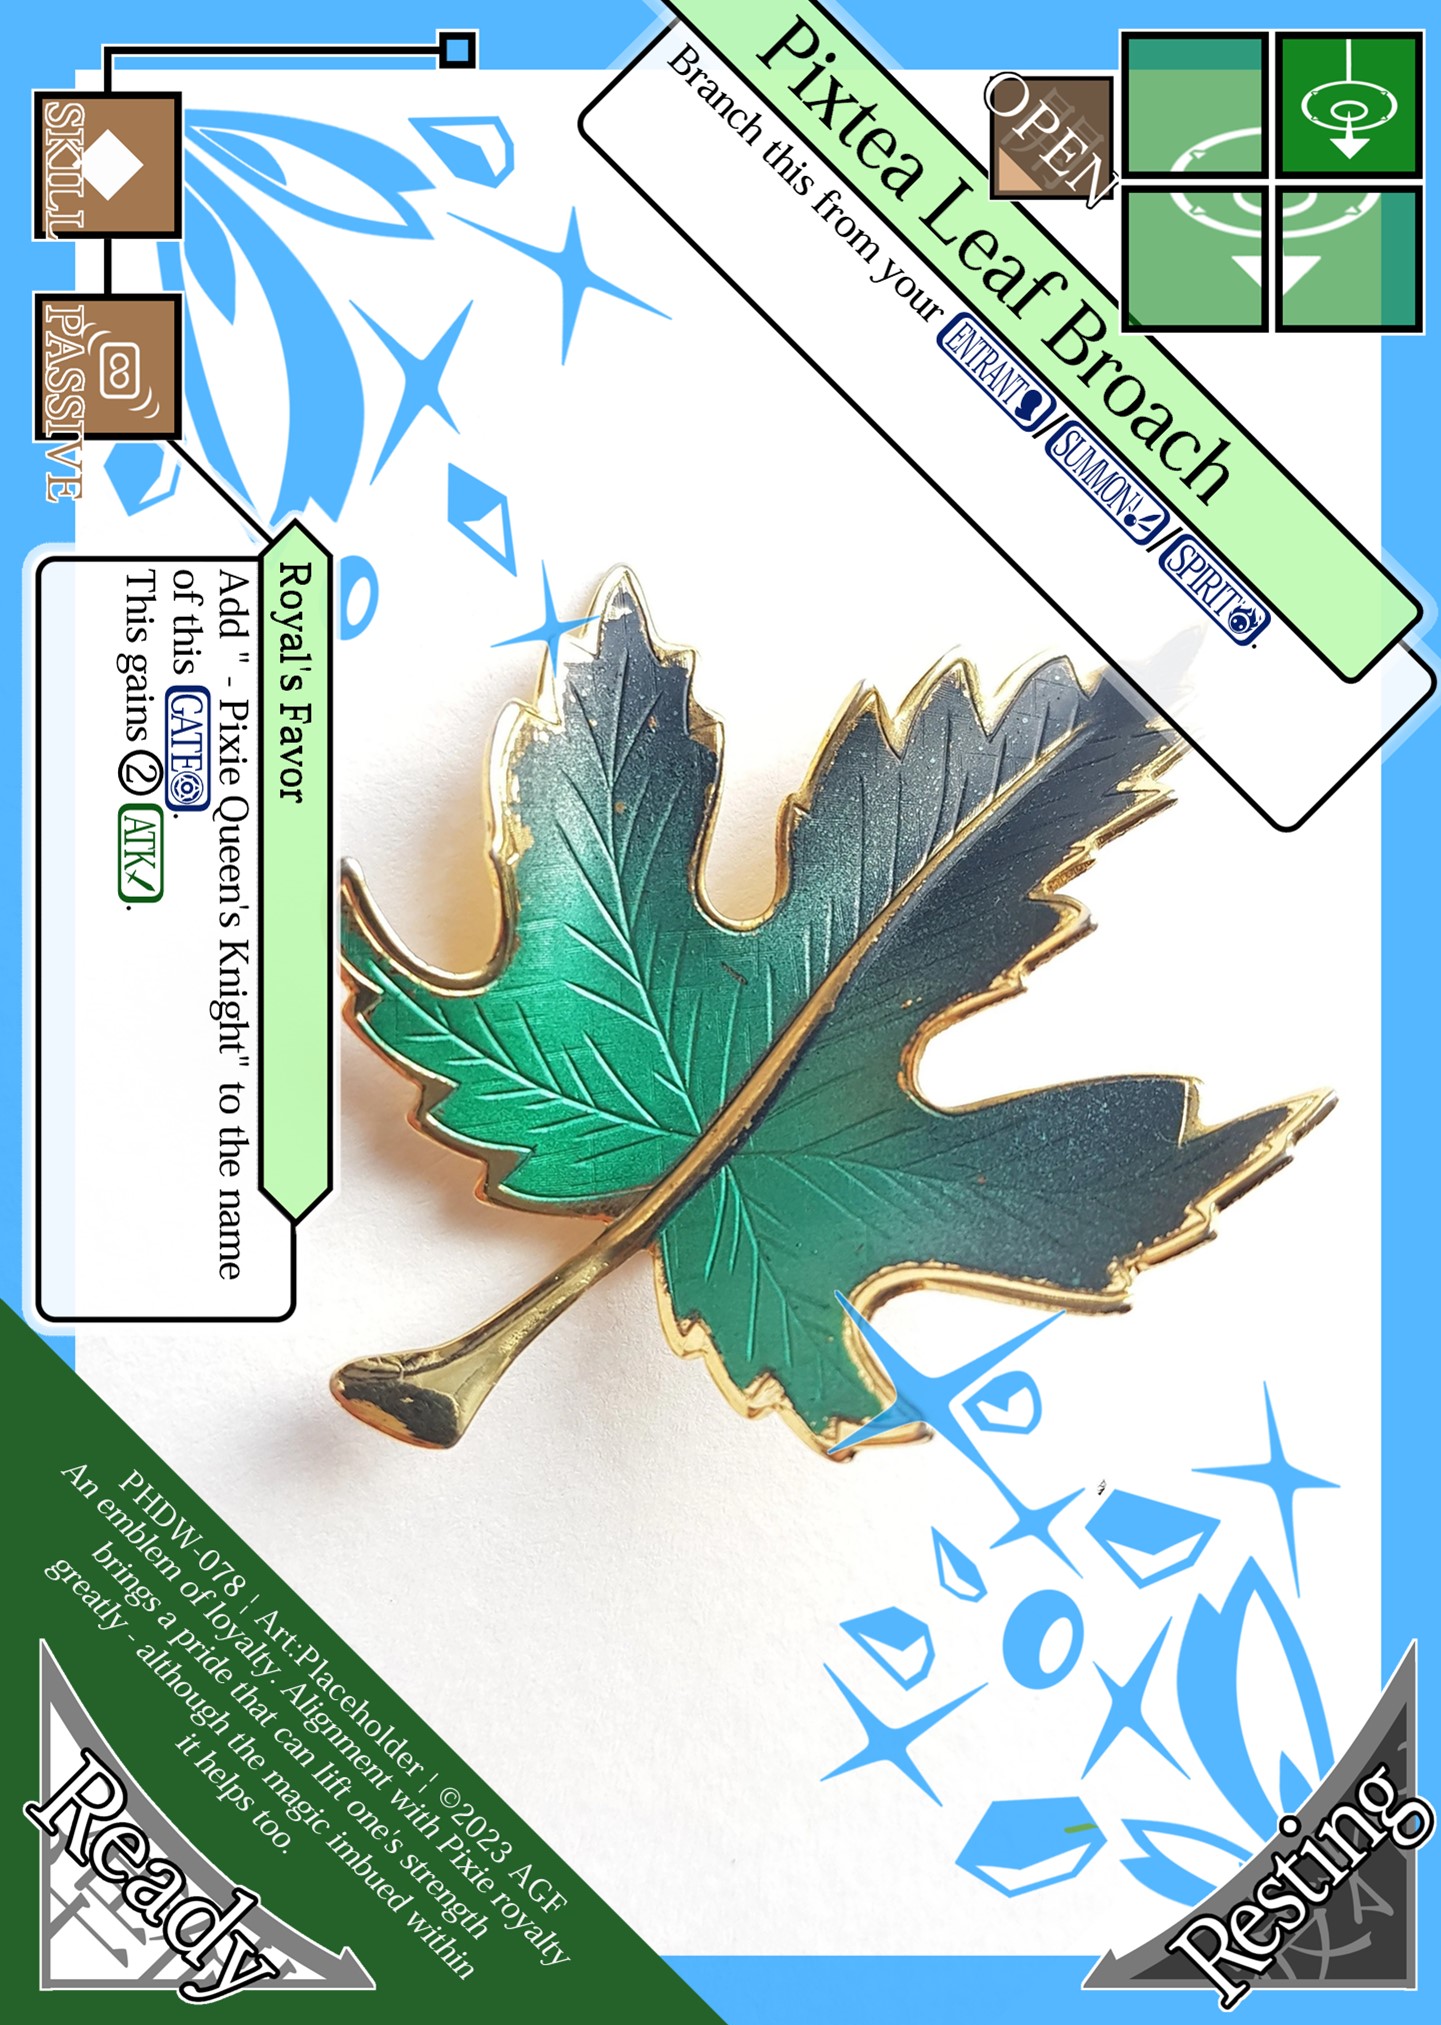 Pixtea Leaf Broach
Branch this from your ENTRANT/SUMMON/SPIRIT.
OPEN
SKILL
PASSIVE
Royal's Favor
Add " - Pixie Queen's Knight" to the name
of this GATE.
This gains 2 ATK.
PHDW-078 ¦ Art:Placeholder ¦ ©2023 AGF
An emblem of loyalty. Alignment with Pixie royalty
brings a pride that can lift one's strength
greatly - although the magic imbued within
it helps too.
Ready
Resting